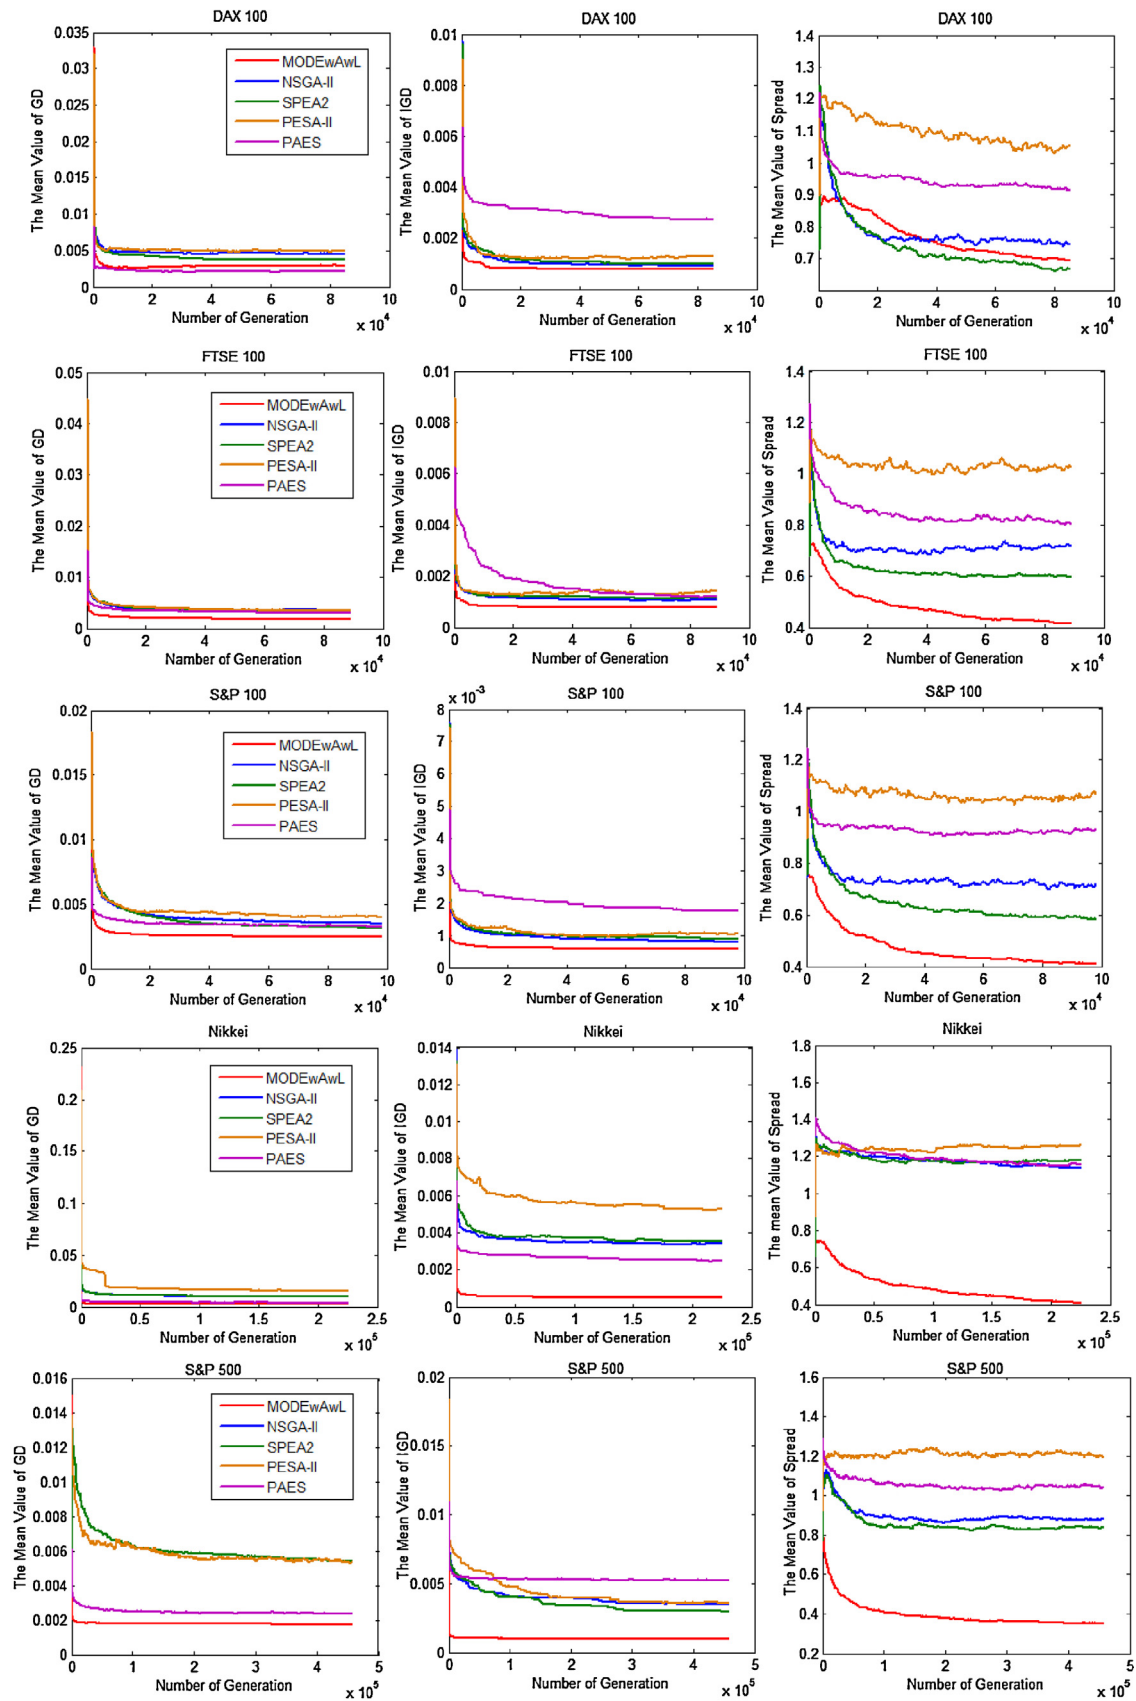 DAX 100
The Mean Value of GD
0.035
0.03
0.025
0.02
0.015
0.01
0.005
0
MODEwAwL
NSGA-II
SPEA2
PESA-II
PAES
0 2 4 6 8 10
Number of Generation
x 10^4
DAX 100
The Mean Value of IGD
0.01
0.008
0.006
0.004
0.002
0
0 2 4 6 8 10
Number of Generation
x 10^4
DAX 100
The Mean Value of Spread
1.4
1.3
1.2
1.1
1
0.9
0.8
0.7
0 2 4 6 8 10
Number of Generation
x 10^4
FTSE 100
The Mean Value of GD
0.05
0.04
0.03
0.02
0.01
0
MODEwAwL
NSGA-II
SPEA2
PESA-II
PAES
0 2 4 6 8 10
Namber of Generation
x 10^4
FTSE 100
The Mean Value of IGD
0.01
0.008
0.006
0.004
0.002
0
0 2 4 6 8 10
Number of Generation
x 10^4
FTSE 100
The Mean Value of Spread
1.4
1.2
1
0.8
0.6
0.4
0 2 4 6 8 10
Number of Generation
x 10^4
S&P 100
The Mean Value of GD
0.02
0.015
0.01
0.005
0
MODEwAwL
NSGA-II
SPEA2
PESA-II
PAES
0 2 4 6 8 10
Number of Generation
x 10^4
x 10^-3
S&P 100
The Mean Value of IGD
8
7
6
5
4
3
2
1
0
0 2 4 6 8 10
Number of Generation
x 10^4
S&P 100
The Mean Value of Spread
1.4
1.2
1
0.8
0.6
0.4
0 2 4 6 8 10
Number of Generation
x 10^4
Nikkei
The Mean Value of GD
0.25
0.2
0.15
0.1
0.05
0
MODEwAwL
NSGA-II
SPEA2
PESA-II
PAES
0 0.5 1 1.5 2 2.5
Number of Generation
x 10^5
Nikkei
The Mean Value of IGD
0.014
0.012
0.01
0.008
0.006
0.004
0.002
0
0 0.5 1 1.5 2 2.5
Number of Generation
x 10^5
Nikkei
The mean Value of Spread
1.8
1.6
1.4
1.2
1
0.8
0.6
0.4
0 0.5 1 1.5 2 2.5
Number of Generation
x 10^5
S&P 500
The Mean Value of GD
0.016
0.014
0.012
0.01
0.008
0.006
0.004
0.002
0
MODEwAwL
NSGA-II
SPEA2
PESA-II
PAES
0 1 2 3 4 5
Number of Generation
x 10^5
S&P 500
The Mean Value of IGD
0.02
0.015
0.01
0.005
0
0 1 2 3 4 5
Number of Generation
x 10^5
S&P 500
The Mean Value of Spread
1.6
1.4
1.2
1
0.8
0.6
0.4
0.2
0 1 2 3 4 5
Number of Generation
x 10^5